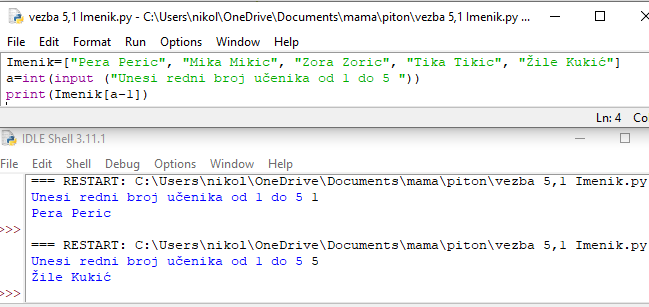 vezba 5,1 Imenik.py - C:\Users\nikol\OneDrive\Documents\mama\piton\vezba 5,1 Imenik.py ...
File Edit Format Run Options Window Help
Imenik=["Pera Peric", "Mika Mikic", "Zora Zoric", "Tika Tikic", "Žile Kukić"]
a=int(input ("Unesi redni broj učenika od 1 do 5 "))
print(Imenik[a-1])
Ln: 4 Co
IDLE Shell 3.11.1
File Edit Shell Debug Options Window Help
=== RESTART: C:\Users\nikol\OneDrive\Documents\mama\piton\vezba 5,1 Imenik.py
Unesi redni broj učenika od 1 do 5 1
Pera Peric
>>>
=== RESTART: C:\Users\nikol\OneDrive\Documents\mama\piton\vezba 5,1 Imenik.py
Unesi redni broj učenika od 1 do 5 5
Žile Kukić
>>>